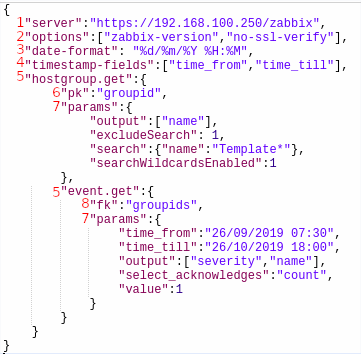 {
1 "server":"https://192.168.100.250/zabbix",
2 "options":["zabbix-version","no-ssl-verify"],
3 "date-format": "%d/%m/%Y %H:%M",
4 "timestamp-fields":["time_from","time_till"],
5 "hostgroup.get":{
6 "pk":"groupid",
7 "params":{
"output":["name"],
"excludeSearch": 1,
"search":{"name":"Template*"},
"searchWildcardsEnabled":1
},
5 "event.get":{
8 "fk":"groupids",
7 "params":{
"time_from":"26/09/2019 07:30",
"time_till":"26/10/2019 18:00",
"output":["severity","name"],
"select_acknowledges":"count",
"value":1
}
}
}
}